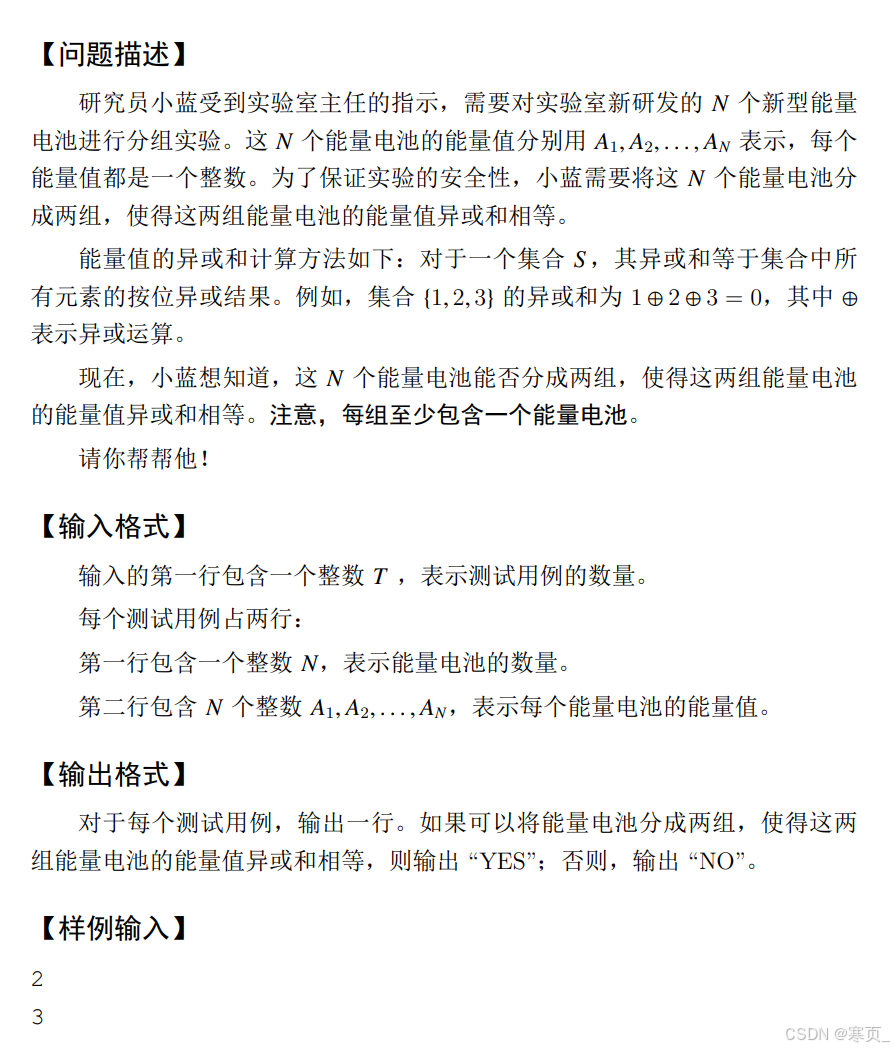 【问题描述】
研究员小蓝受到实验室主任的指示，需要对实验室新研发的 N 个新型能量
电池进行分组实验。这 N 个能量电池的能量值分别用 A₁, A₂, . . . , A_N 表示，每个
能量值都是一个整数。为了保证实验的安全性，小蓝需要将这 N 个能量电池分
成两组，使得这两组能量电池的能量值异或和相等。
能量值的异或和计算方法如下：对于一个集合 S，其异或和等于集合中所
有元素的按位异或结果。例如，集合 {1, 2, 3} 的异或和为 1 ⊕ 2 ⊕ 3 = 0，其中 ⊕
表示异或运算。
现在，小蓝想知道，这 N 个能量电池能否分成两组，使得这两组能量电池
的能量值异或和相等。注意，每组至少包含一个能量电池。
请你帮帮他！
【输入格式】
输入的第一行包含一个整数 T ，表示测试用例的数量。
每个测试用例占两行：
第一行包含一个整数 N，表示能量电池的数量。
第二行包含 N 个整数 A₁, A₂, . . . , A_N，表示每个能量电池的能量值。
【输出格式】
对于每个测试用例，输出一行。如果可以将能量电池分成两组，使得这两
组能量电池的能量值异或和相等，则输出 “YES”；否则，输出 “NO”。
【样例输入】
2
3
CSDN @寒页_